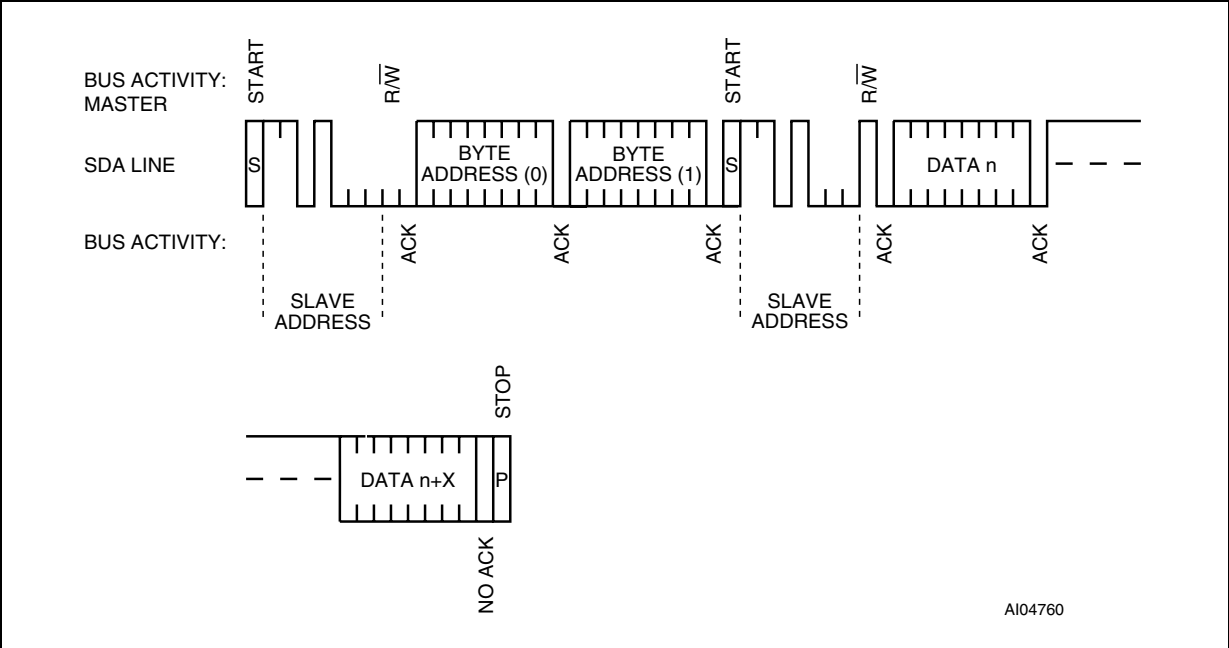 BUS ACTIVITY:
MASTER
START
R/W
START
R/W
SDA LINE
S
BYTE
ADDRESS (0)
BYTE
ADDRESS (1)
S
DATA n
BUS ACTIVITY:
ACK
ACK
ACK
ACK
ACK
SLAVE
ADDRESS
SLAVE
ADDRESS
STOP
DATA n+X
P
NO ACK
AI04760